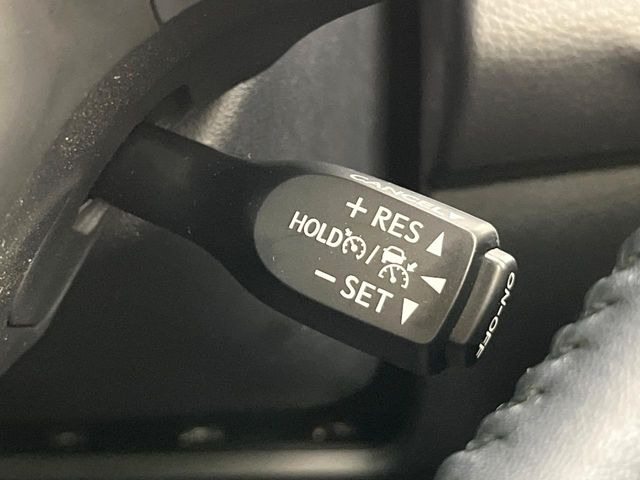 CANCEL
+ RES ▲
HOLD /
− SET ▼
ON-OFF